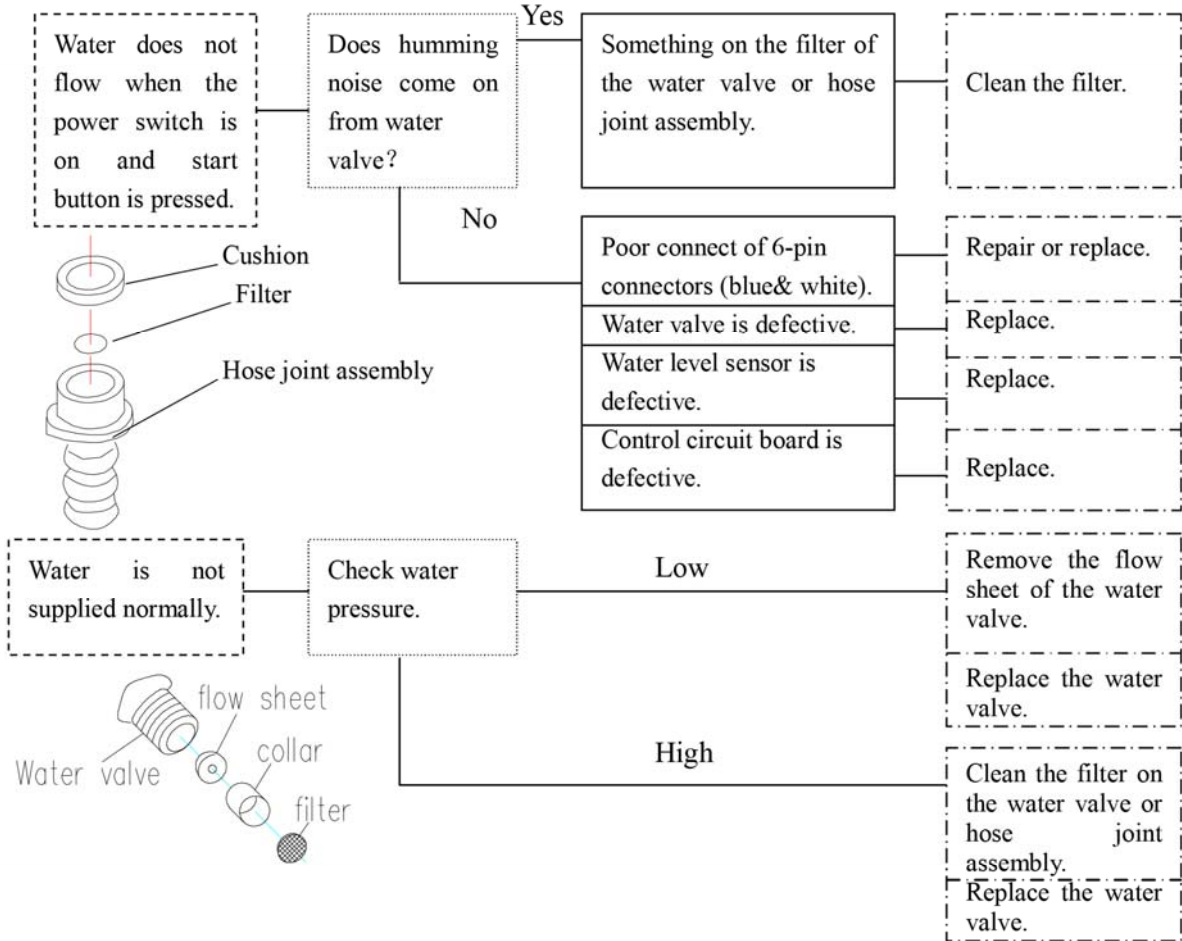 Water does not
flow when the
power switch is
on and start
button is pressed.
Does humming
noise come on
from water
valve?
Yes
Something on the filter of
the water valve or hose
joint assembly.
Clean the filter.
No
Poor connect of 6-pin
connectors (blue& white).
Repair or replace.
Water valve is defective.
Replace.
Water level sensor is
defective.
Replace.
Control circuit board is
defective.
Replace.
Cushion
Filter
Hose joint assembly
Water is not
supplied normally.
Check water
pressure.
Low
Remove the flow
sheet of the water
valve.
Replace the water
valve.
High
Clean the filter on
the water valve or
hose joint
assembly.
Replace the water
valve.
flow sheet
Water valve
collar
filter